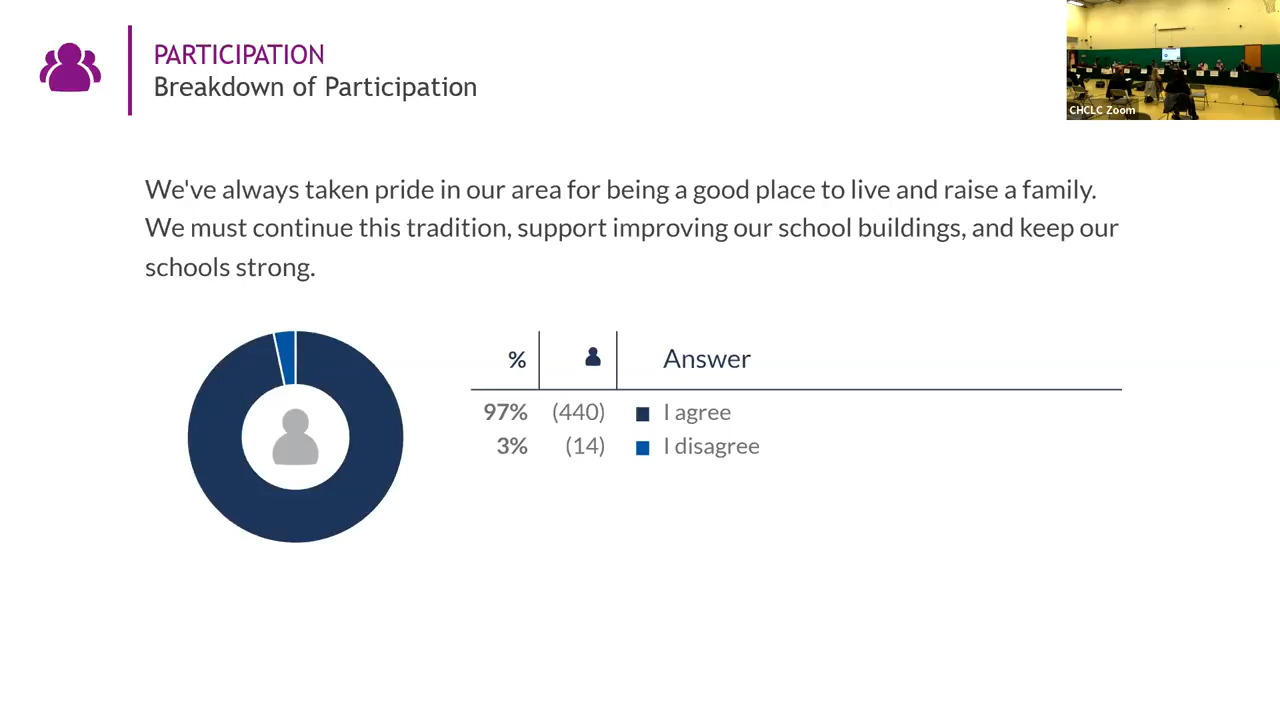 PARTICIPATION
Breakdown of Participation
CHCLC Zoom
We've always taken pride in our area for being a good place to live and raise a family.
We must continue this tradition, support improving our school buildings, and keep our
schools strong.
% Answer
97% (440) I agree
3% (14) I disagree